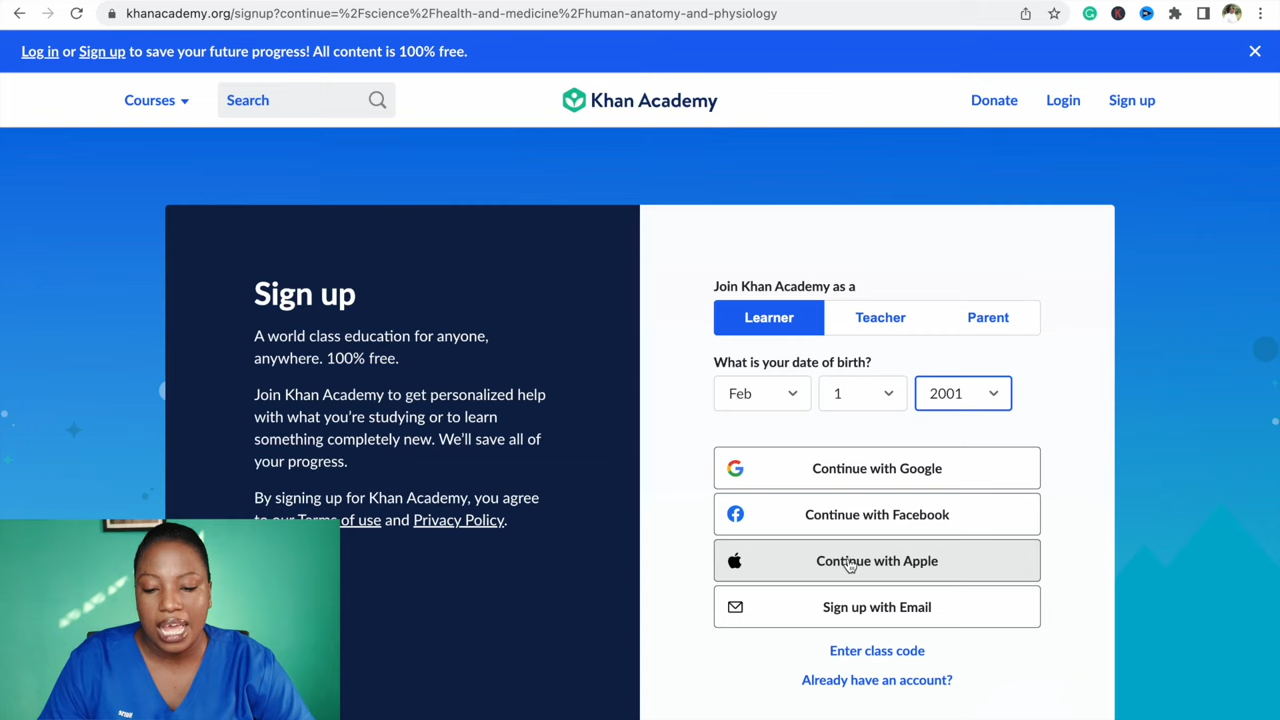 khanacademy.org/signup?continue=%2Fscience%2Fhealth-and-medicine%2Fhuman-anatomy-and-physiology
Log in or Sign up to save your future progress! All content is 100% free.
Courses
Search
Khan Academy
Donate
Login
Sign up
Sign up
A world class education for anyone,
anywhere. 100% free.
Join Khan Academy to get personalized help
with what you're studying or to learn
something completely new. We'll save all of
your progress.
By signing up for Khan Academy, you agree
to our Terms of use and Privacy Policy.
Join Khan Academy as a
Learner
Teacher
Parent
What is your date of birth?
Feb
1
2001
Continue with Google
Continue with Facebook
Continue with Apple
Sign up with Email
Enter class code
Already have an account?